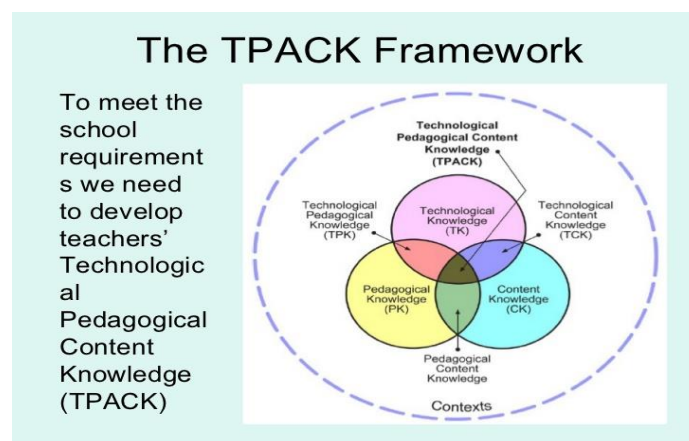 The TPACK Framework
To meet the
school
requirement
s we need
to develop
teachers’
Technologic
al
Pedagogical
Content
Knowledge
(TPACK)
Technological
Pedagogical Content
Knowledge
(TPACK)
Technological
Pedagogical
Knowledge
(TPK)
Technological
Knowledge
(TK)
Technological
Content
Knowledge
(TCK)
Pedagogical
Knowledge
(PK)
Content
Knowledge
(CK)
Pedagogical
Content
Knowledge
Contexts